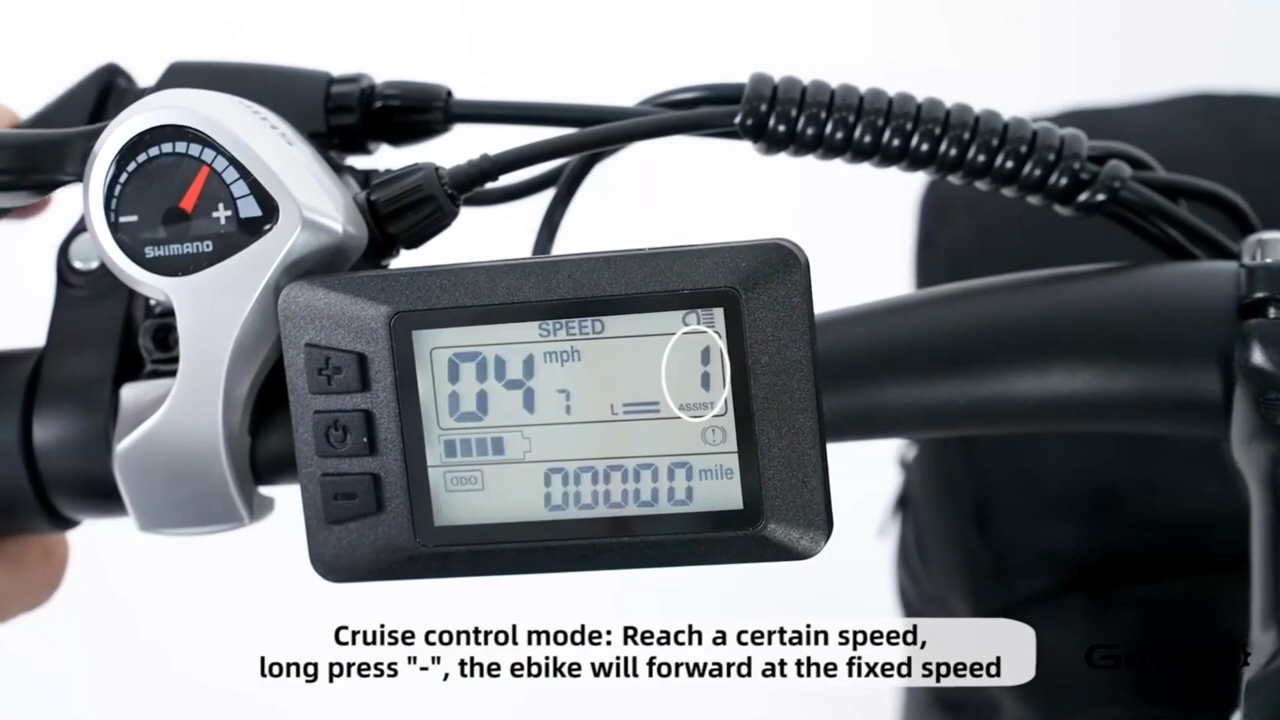 SHIMANO
SPEED
04 mph
7
L
1
ASSIST
ODO
00000 mile
Cruise control mode: Reach a certain speed,
long press "-", the ebike will forward at the fixed speed